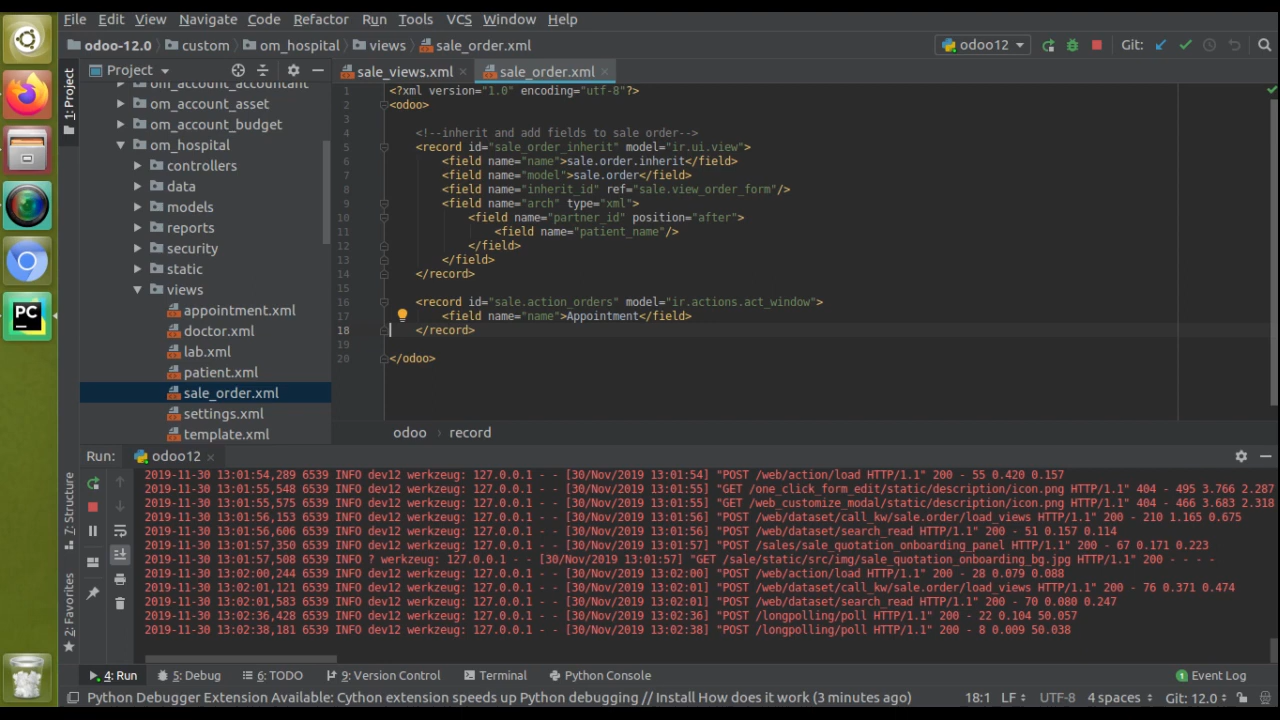 File Edit View Navigate Code Refactor Run Tools VCS Window Help
odoo-12.0 custom om_hospital views sale_order.xml odoo12 Git:
1: Project
Project sale_views.xml sale_order.xml
om_account_accountant
om_account_asset
om_account_budget
om_hospital
controllers
data
models
reports
security
static
views
appointment.xml
doctor.xml
lab.xml
patient.xml
sale_order.xml
settings.xml
template.xml
PC
1 <?xml version="1.0" encoding="utf-8"?>
2 <odoo>
3
4 <!--inherit and add fields to sale order-->
5 <record id="sale_order_inherit" model="ir.ui.view">
6 <field name="name">sale.order.inherit</field>
7 <field name="model">sale.order</field>
8 <field name="inherit_id" ref="sale.view_order_form"/>
9 <field name="arch" type="xml">
10 <field name="partner_id" position="after">
11 <field name="patient_name"/>
12 </field>
13 </field>
14 </record>
15
16 <record id="sale.action_orders" model="ir.actions.act_window">
17 <field name="name">Appointment</field>
18 </record>
19
20 </odoo>
odoo › record
Run: odoo12
7: Structure
2: Favorites
2019-11-30 13:01:54,289 6539 INFO dev12 werkzeug: 127.0.0.1 - - [30/Nov/2019 13:01:54] "POST /web/action/load HTTP/1.1" 200 - 55 0.420 0.157
2019-11-30 13:01:55,548 6539 INFO dev12 werkzeug: 127.0.0.1 - - [30/Nov/2019 13:01:55] "GET /one_click_form_edit/static/description/icon.png HTTP/1.1" 404 - 495 3.766 2.287
2019-11-30 13:01:55,575 6539 INFO dev12 werkzeug: 127.0.0.1 - - [30/Nov/2019 13:01:55] "GET /web_customize_modal/static/description/icon.png HTTP/1.1" 404 - 466 3.683 2.318
2019-11-30 13:01:56,153 6539 INFO dev12 werkzeug: 127.0.0.1 - - [30/Nov/2019 13:01:56] "POST /web/dataset/call_kw/sale.order/load_views HTTP/1.1" 200 - 210 1.165 0.675
2019-11-30 13:01:56,606 6539 INFO dev12 werkzeug: 127.0.0.1 - - [30/Nov/2019 13:01:56] "POST /web/dataset/search_read HTTP/1.1" 200 - 51 0.157 0.114
2019-11-30 13:01:57,350 6539 INFO dev12 werkzeug: 127.0.0.1 - - [30/Nov/2019 13:01:57] "POST /sales/sale_quotation_onboarding_panel HTTP/1.1" 200 - 67 0.171 0.223
2019-11-30 13:01:57,508 6539 INFO ? werkzeug: 127.0.0.1 - - [30/Nov/2019 13:01:57] "GET /sale/static/src/img/sale_quotation_onboarding_bg.jpg HTTP/1.1" 200 - - - -
2019-11-30 13:02:00,244 6539 INFO dev12 werkzeug: 127.0.0.1 - - [30/Nov/2019 13:02:00] "POST /web/action/load HTTP/1.1" 200 - 28 0.079 0.088
2019-11-30 13:02:01,121 6539 INFO dev12 werkzeug: 127.0.0.1 - - [30/Nov/2019 13:02:01] "POST /web/dataset/call_kw/sale.order/load_views HTTP/1.1" 200 - 76 0.371 0.474
2019-11-30 13:02:01,583 6539 INFO dev12 werkzeug: 127.0.0.1 - - [30/Nov/2019 13:02:01] "POST /web/dataset/search_read HTTP/1.1" 200 - 70 0.080 0.247
2019-11-30 13:02:36,428 6539 INFO dev12 werkzeug: 127.0.0.1 - - [30/Nov/2019 13:02:36] "POST /longpolling/poll HTTP/1.1" 200 - 22 0.104 50.057
2019-11-30 13:02:38,181 6539 INFO dev12 werkzeug: 127.0.0.1 - - [30/Nov/2019 13:02:38] "POST /longpolling/poll HTTP/1.1" 200 - 8 0.009 50.038
4: Run 5: Debug 6: TODO 9: Version Control Terminal Python Console 1 Event Log
Python Debugger Extension Available: Cython extension speeds up Python debugging // Install How does it work (3 minutes ago) 18:1 LF UTF-8 4 spaces Git: 12.0